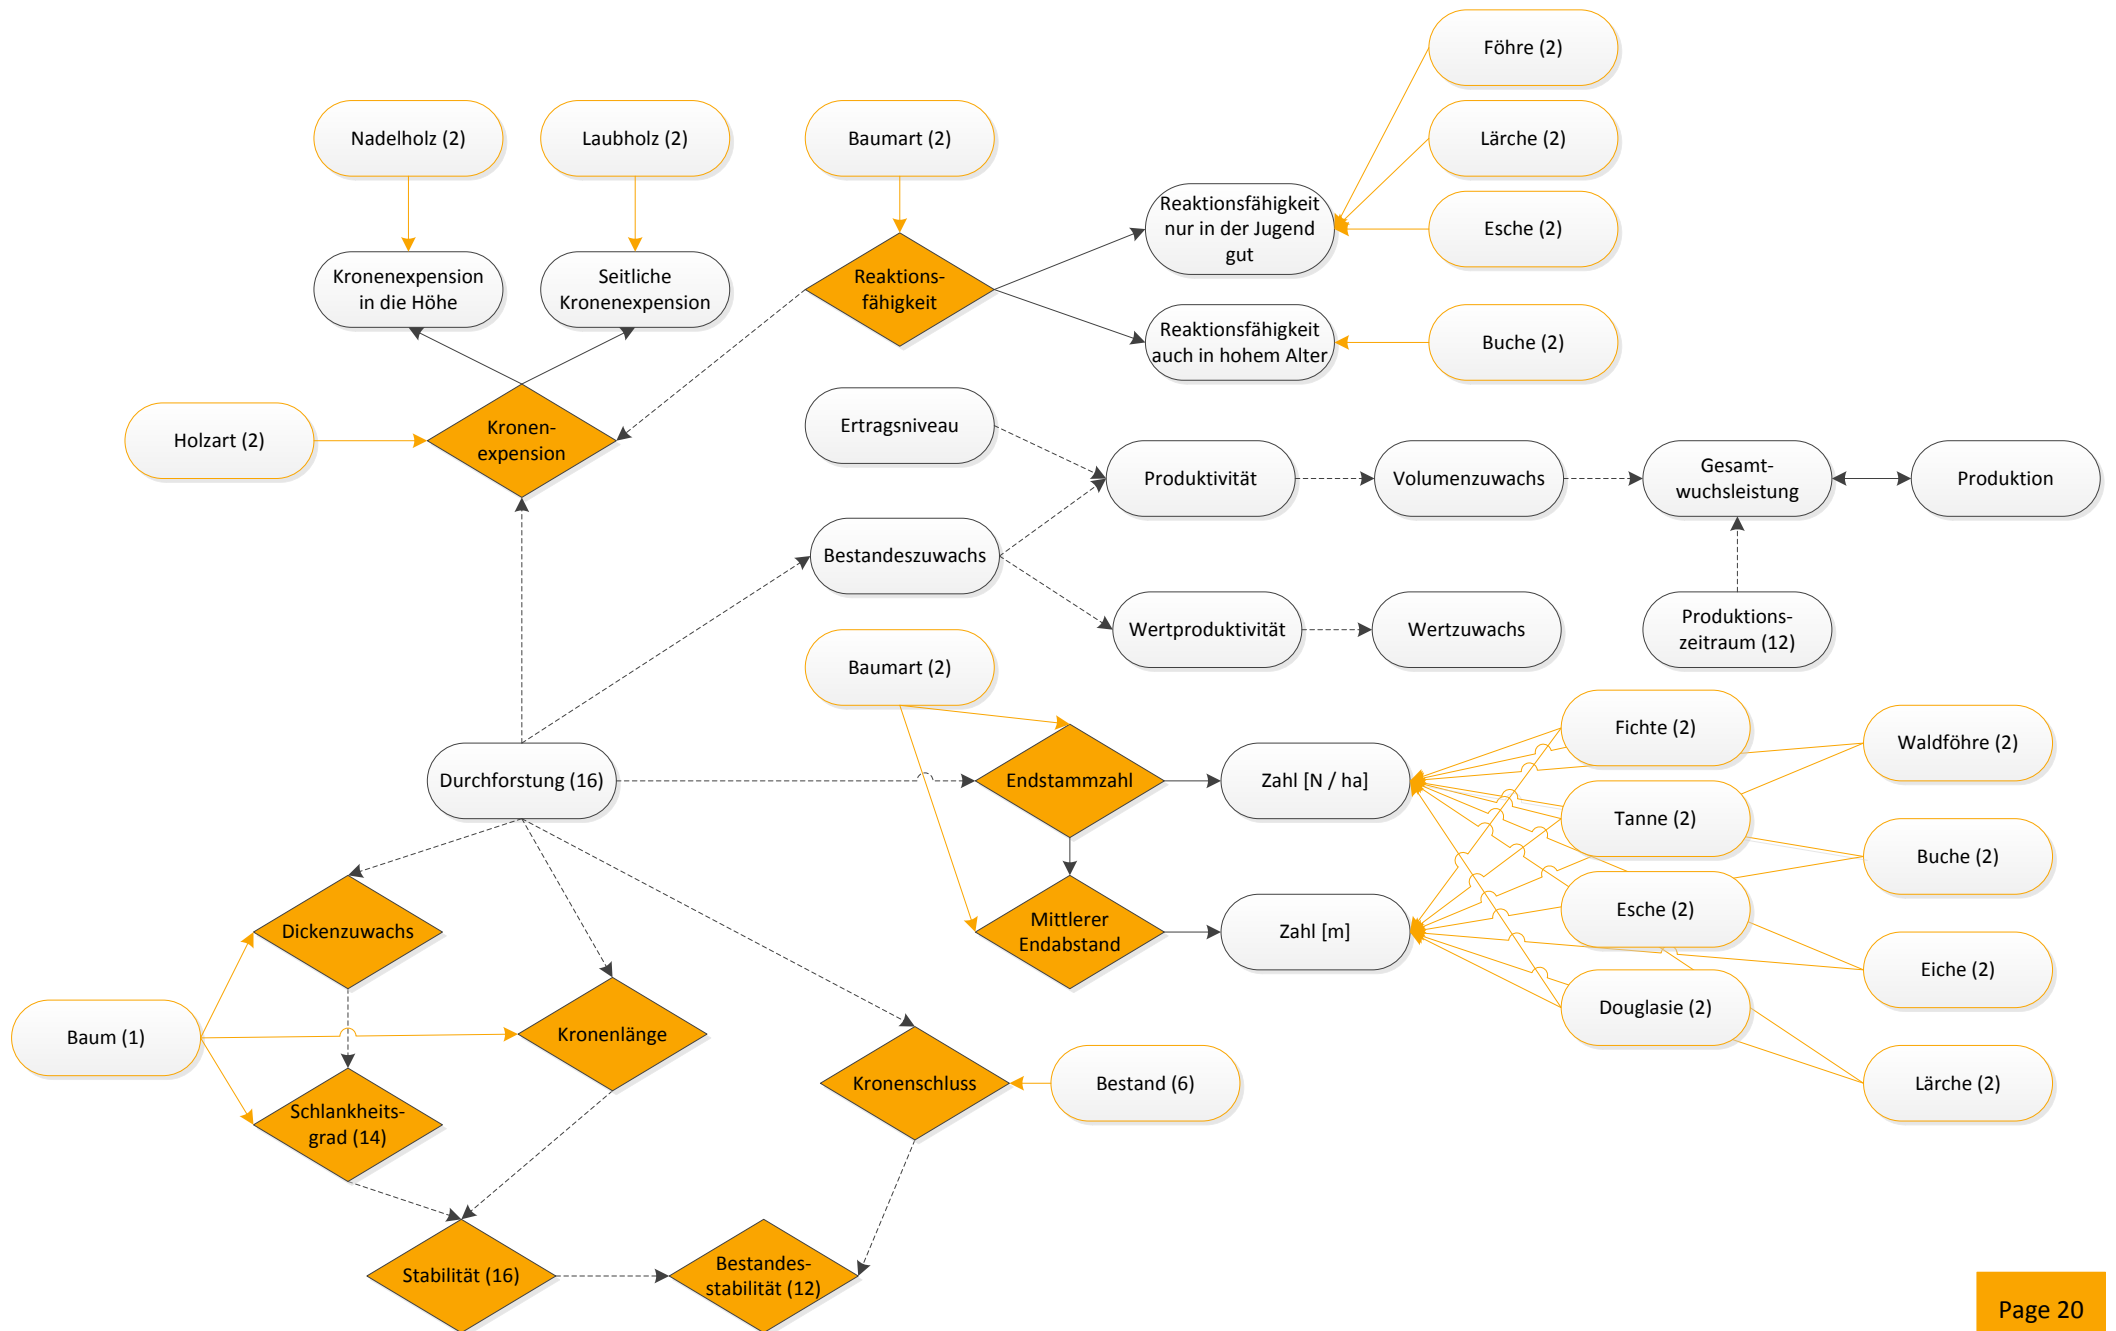 Föhre (2)
Nadelholz (2)
Laubholz (2)
Baumart (2)
Lärche (2)
Reaktionsfähigkeit
nur in der Jugend
gut
Esche (2)
Kronenexpension
in die Höhe
Seitliche
Kronenexpension
Reaktions-
fähigkeit
Reaktionsfähigkeit
auch in hohem Alter
Buche (2)
Holzart (2)
Kronen-
expension
Ertragsniveau
Produktivität
Volumenzuwachs
Gesamt-
wuchsleistung
Produktion
Bestandeszuwachs
Wertproduktivität
Wertzuwachs
Produktions-
zeitraum (12)
Baumart (2)
Fichte (2)
Waldföhre (2)
Durchforstung (16)
Endstammzahl
Zahl [N / ha]
Tanne (2)
Buche (2)
Dickenzuwachs
Mittlerer
Endabstand
Zahl [m]
Esche (2)
Eiche (2)
Baum (1)
Kronenlänge
Douglasie (2)
Kronenschluss
Bestand (6)
Lärche (2)
Schlankheits-
grad (14)
Stabilität (16)
Bestandes-
stabilität (12)
Page 20